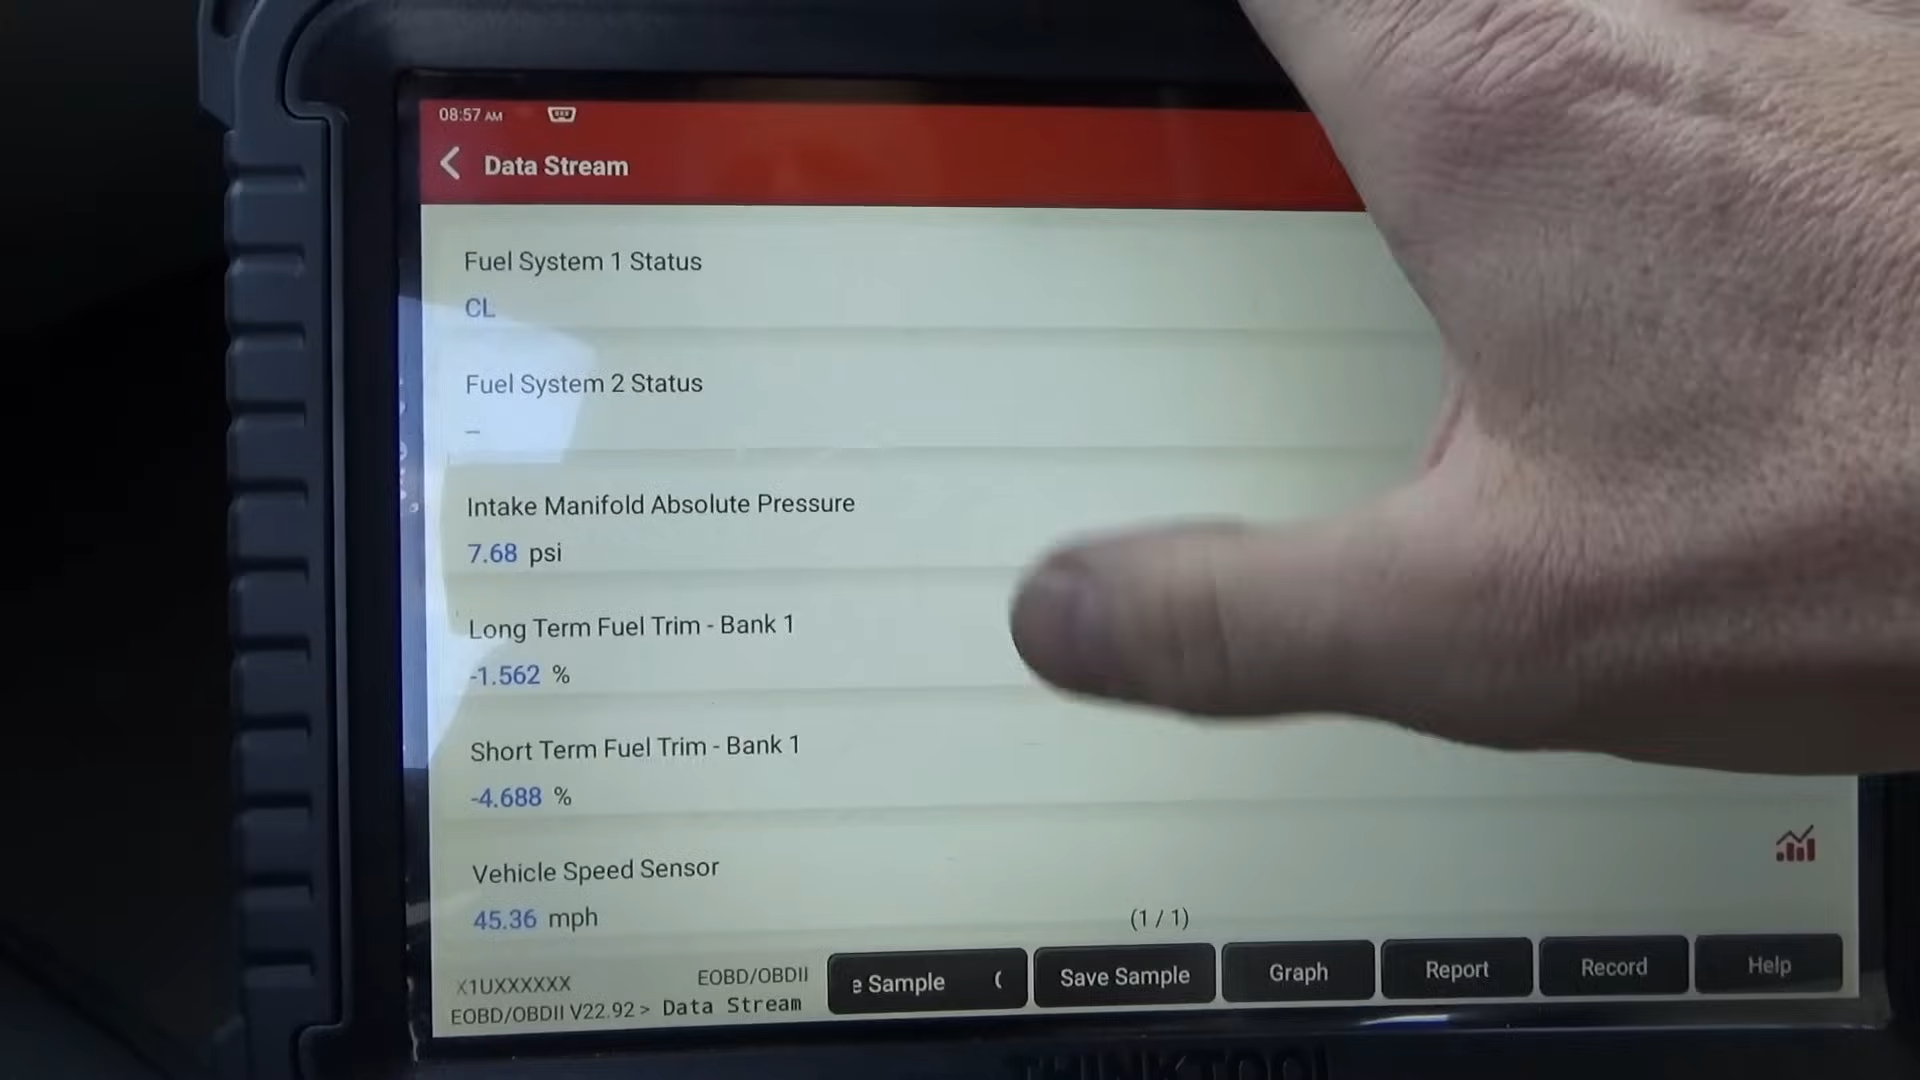 08:57 AM
Data Stream
Fuel System 1 Status
CL
Fuel System 2 Status
–
Intake Manifold Absolute Pressure
7.68 psi
Long Term Fuel Trim - Bank 1
-1.562 %
Short Term Fuel Trim - Bank 1
-4.688 %
Vehicle Speed Sensor
45.36 mph
(1 / 1)
X1UXXXXXX EOBD/OBDII
EOBD/OBDII V22.92 > Data Stream
e Sample (
Save Sample
Graph
Report
Record
Help
THINKTOOL